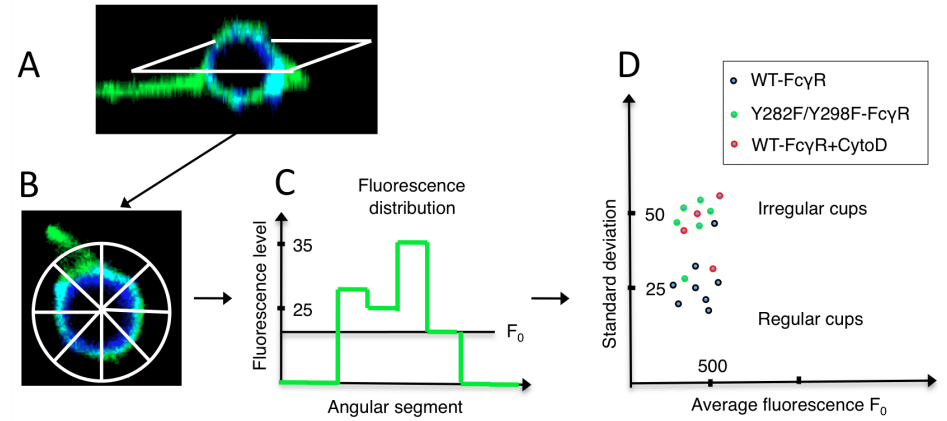 A
B
C
Fluorescence
distribution
Fluorescence level
35
25
F₀
Angular segment
D
WT-FcγR
Y282F/Y298F-FcγR
WT-FcγR+CytoD
Standard deviation
50
25
Irregular cups
Regular cups
500
Average fluorescence F₀